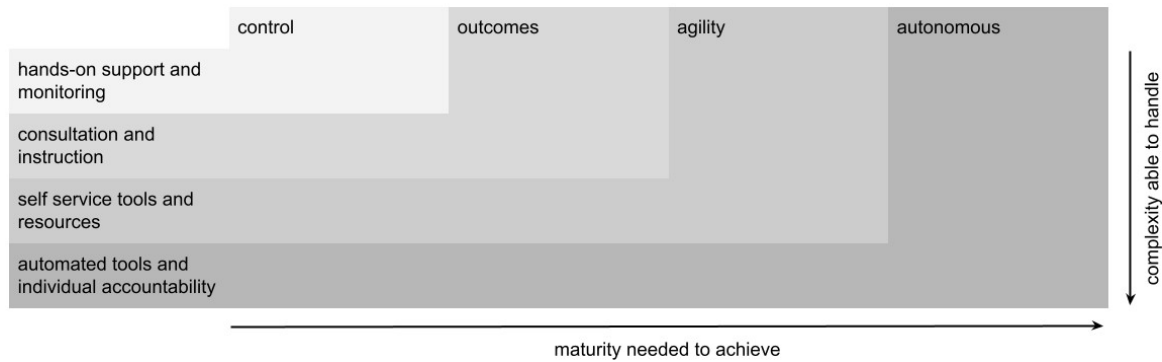 control
outcomes
agility
autonomous
hands-on support and
monitoring
consultation and
instruction
self service tools and
resources
automated tools and
individual accountability
complexity able to handle
maturity needed to achieve